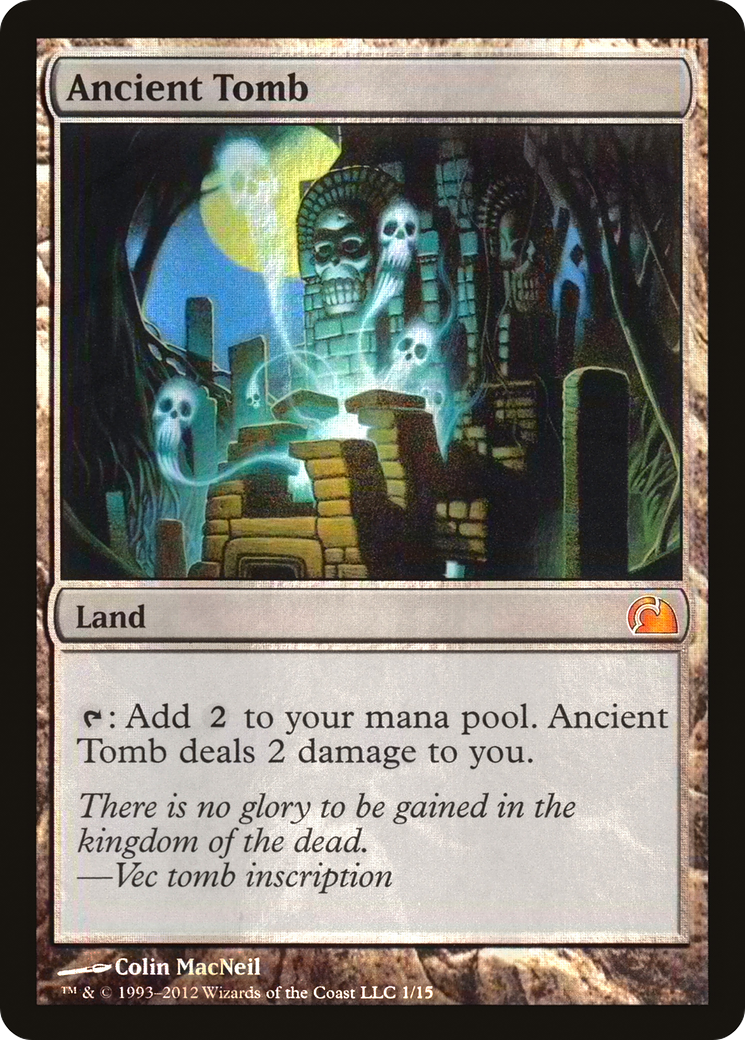 Ancient Tomb
Land
: Add 2 to your mana pool. Ancient
Tomb deals 2 damage to you.
There is no glory to be gained in the
kingdom of the dead.
—Vec tomb inscription
Colin MacNeil
™ & © 1993–2012 Wizards of the Coast LLC 1/15